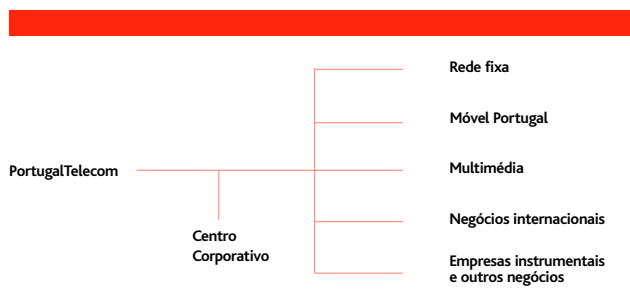 Rede fixa
Móvel Portugal
PortugalTelecom
Multimédia
Negócios internacionais
Centro
Corporativo
Empresas instrumentais
e outros negócios